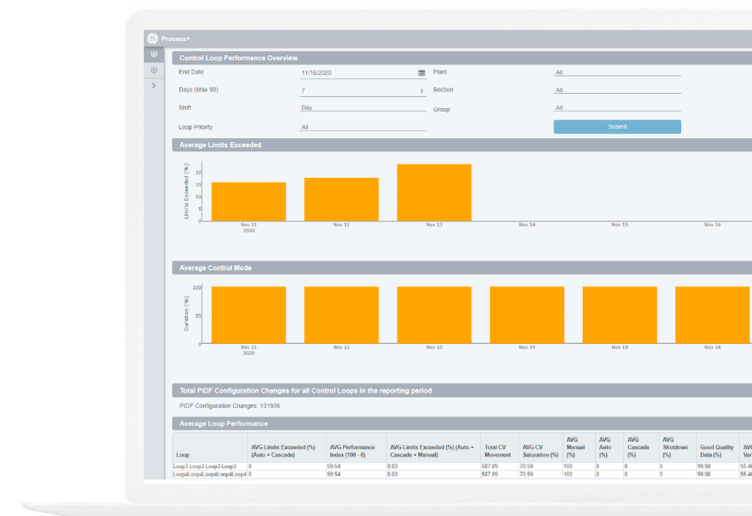 Process+
Control Loop Performance Overview
End Date 11/16/2020 Plant All
Days (Max 90) 7 Section All
Shift Day Group All
Loop Priority All Submit
Average Limits Exceeded
Limits Exceeded (%)
20
15
10
5
0
Nov 11 Nov 12 Nov 13 Nov 14 Nov 15 Nov 16
2020
Average Control Mode
Duration (%)
100
50
0
Nov 11 Nov 12 Nov 13 Nov 14 Nov 15 Nov 16
2020
Total PIDF Configuration Changes for all Control Loops in the reporting period
PIDF Configuration Changes: 131936
Average Loop Performance
Loop AVG Limits Exceeded (%) (Auto + Cascade) AVG Performance Index (100 - 0) AVG Limits Exceeded (%) (Auto + Cascade + Manual) Total CV Movement AVG CV Saturation (%) AVG Manual (%) AVG Auto (%) AVG Cascade (%) AVG Shutdown (%) Good Quality Data (%) AVG
Loop3 Loop3 Loop3 Loop3 0 59.54 8.03 587.89 70.59 100 0 0 0 99.98
Loop4Loop4Loop4Loop4Loop4 0 59.54 8.03 587.89 70.59 100 0 0 0 99.98